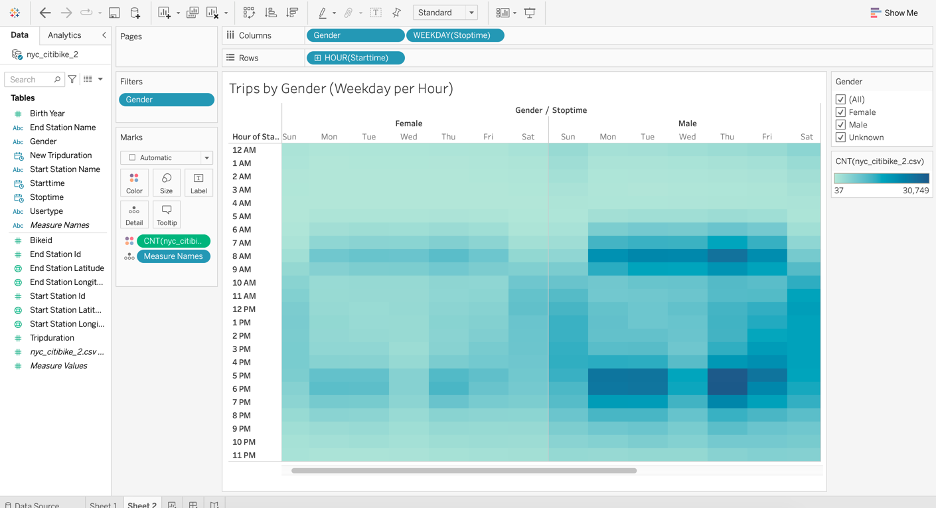 Standard
Show Me
Data
Analytics
Pages
Columns
Gender
WEEKDAY(Stoptime)
nyc_citibike_2
Rows
HOUR(Starttime)
Search
Filters
Gender
Tables
Birth Year
Abc End Station Name
Abc Gender
New Tripduration
Abc Start Station Name
Starttime
Stoptime
Abc Usertype
Abc Measure Names
Bikeid
End Station Id
End Station Latitude
End Station Longit...
Start Station Id
Start Station Latit...
Start Station Longi...
Tripduration
nyc_citibike_2.csv ...
Measure Values
Marks
Automatic
Color
Size
Label
Detail
Tooltip
CNT(nyc_citibi..
Measure Names
Trips by Gender (Weekday per Hour)
Gender / Stoptime
Female
Male
Hour of Sta..
Sun Mon Tue Wed Thu Fri Sat
Sun Mon Tue Wed Thu Fri Sat
12 AM
1 AM
2 AM
3 AM
4 AM
5 AM
6 AM
7 AM
8 AM
9 AM
10 AM
11 AM
12 PM
1 PM
2 PM
3 PM
4 PM
5 PM
6 PM
7 PM
8 PM
9 PM
10 PM
11 PM
Gender
(All)
Female
Male
Unknown
CNT(nyc_citibike_2.csv)
37 30,749
Data Source
Sheet 1
Sheet 2